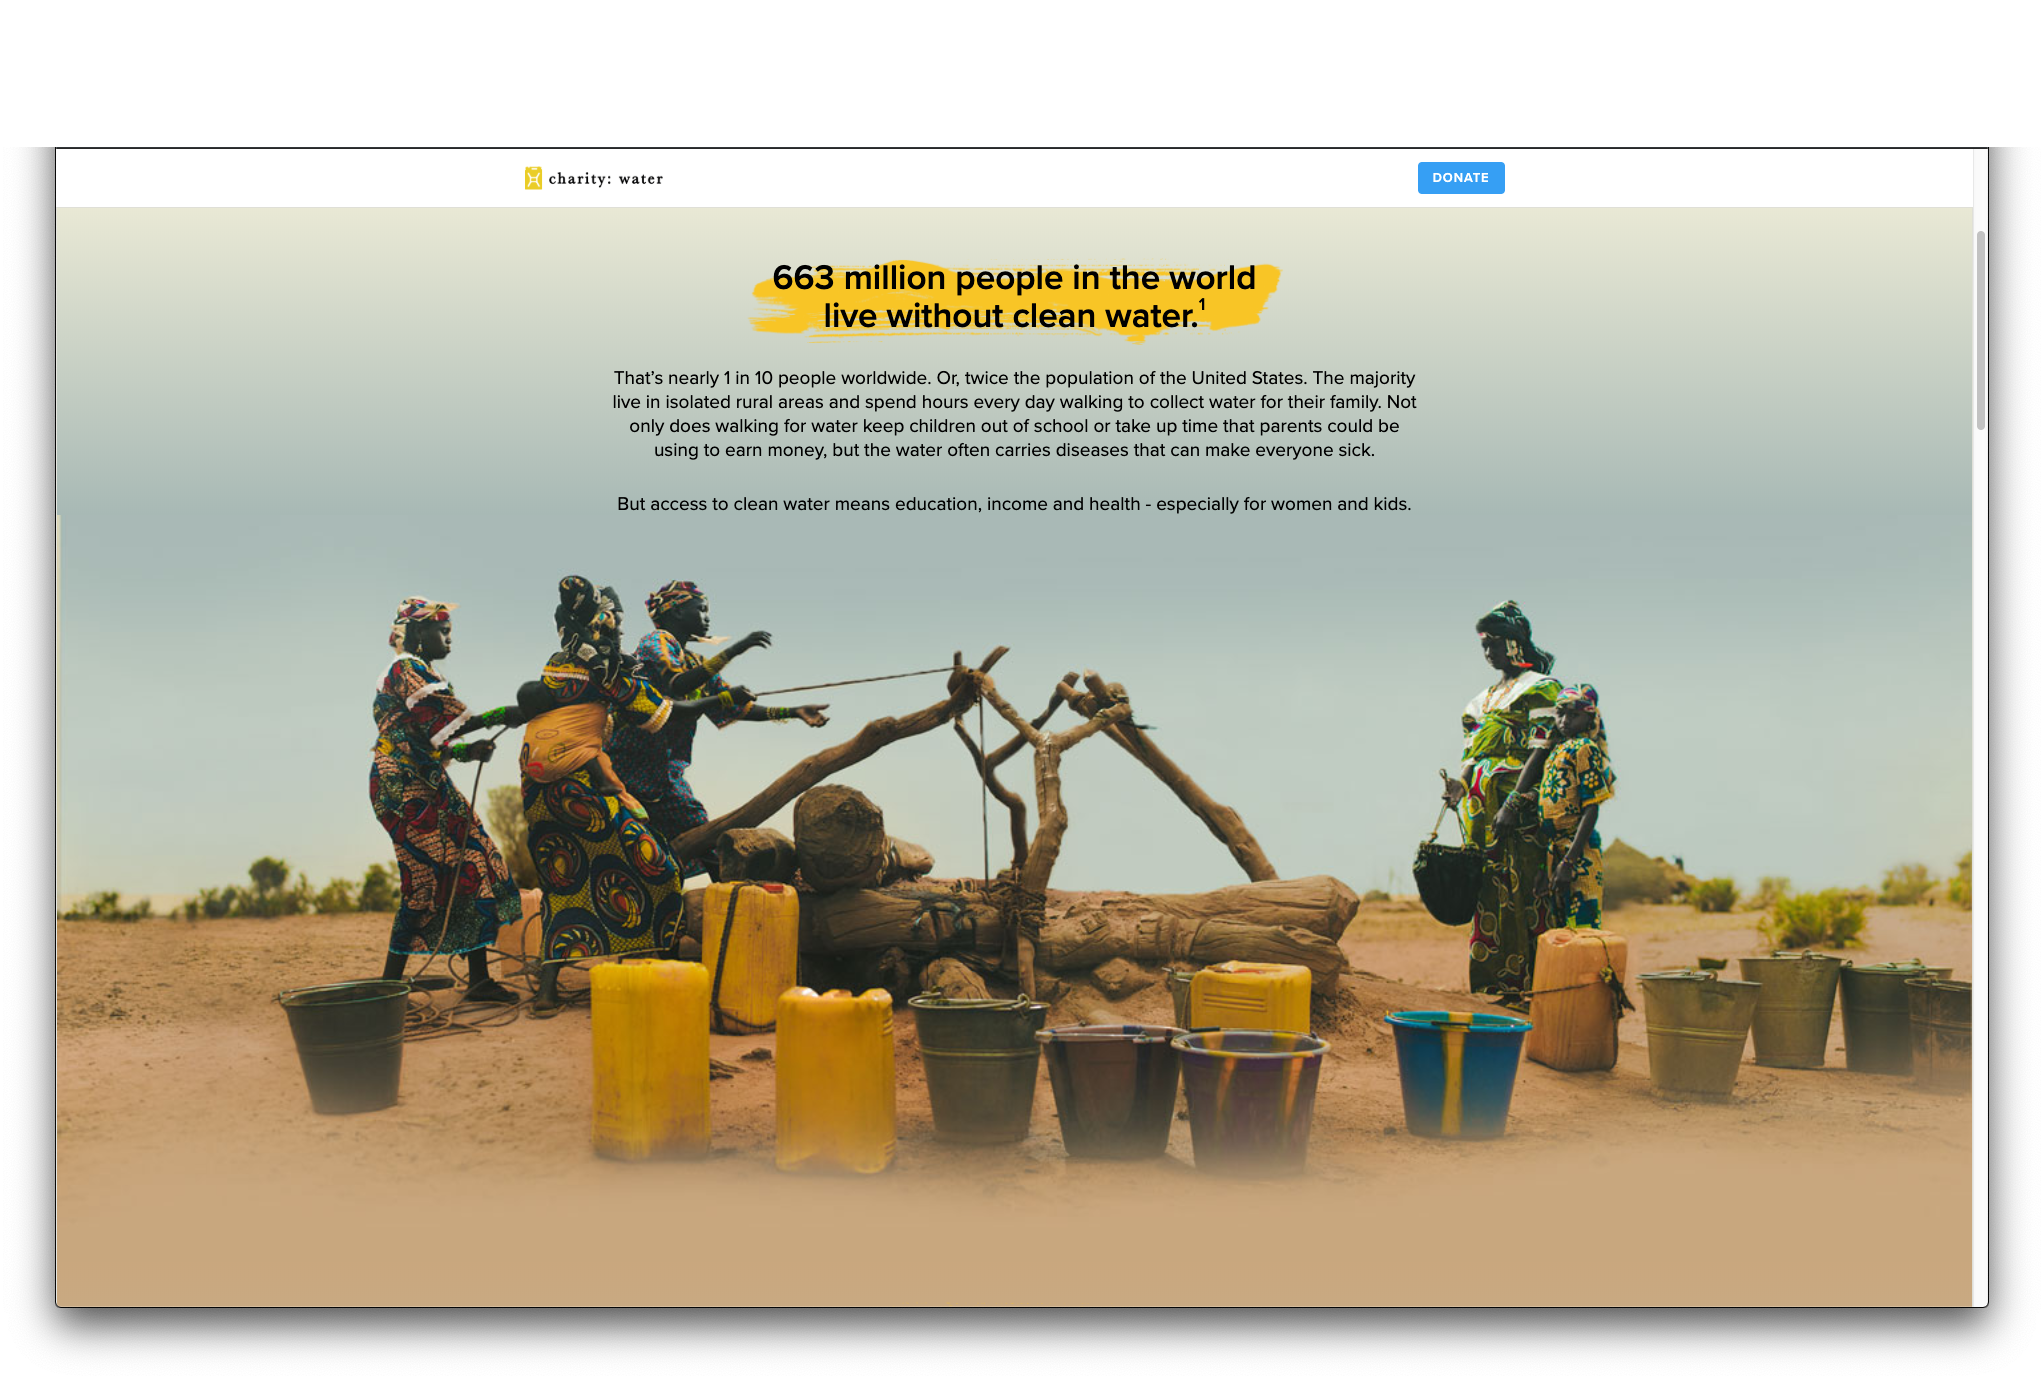 charity: water
DONATE
663 million people in the world
live without clean water.¹
That’s nearly 1 in 10 people worldwide. Or, twice the population of the United States. The majority
live in isolated rural areas and spend hours every day walking to collect water for their family. Not
only does walking for water keep children out of school or take up time that parents could be
using to earn money, but the water often carries diseases that can make everyone sick.
But access to clean water means education, income and health - especially for women and kids.